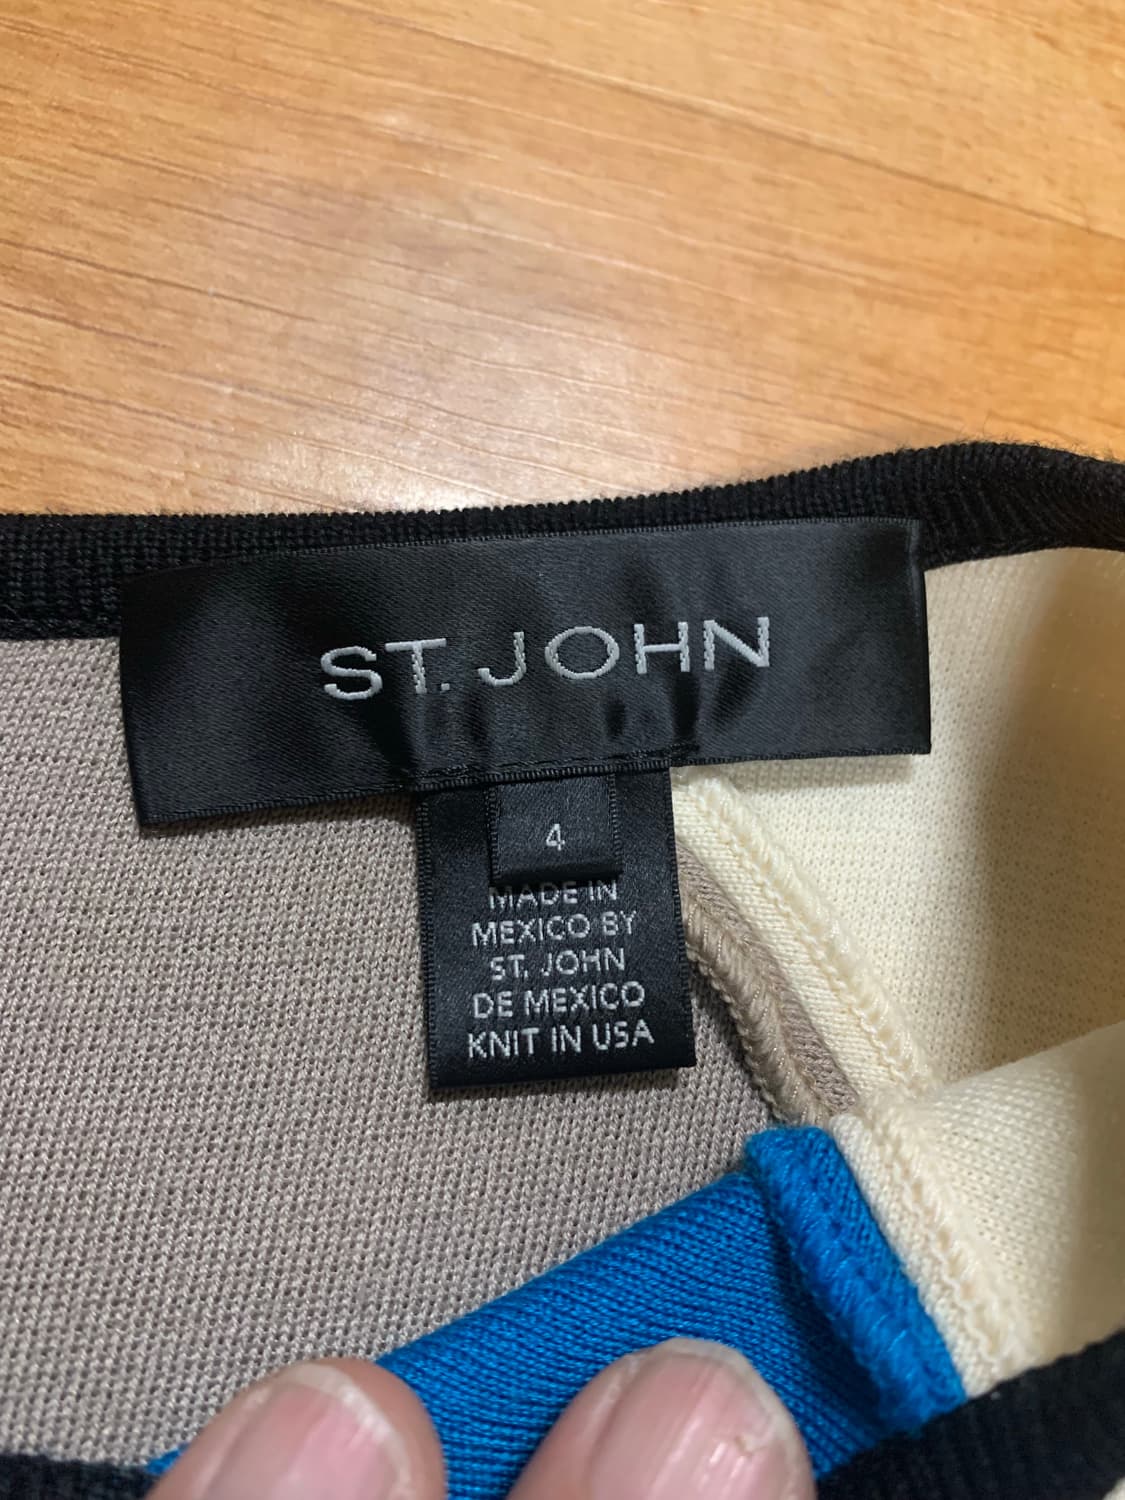 ST. JOHN
4
MADE IN
MEXICO BY
ST. JOHN
DE MEXICO
KNIT IN USA